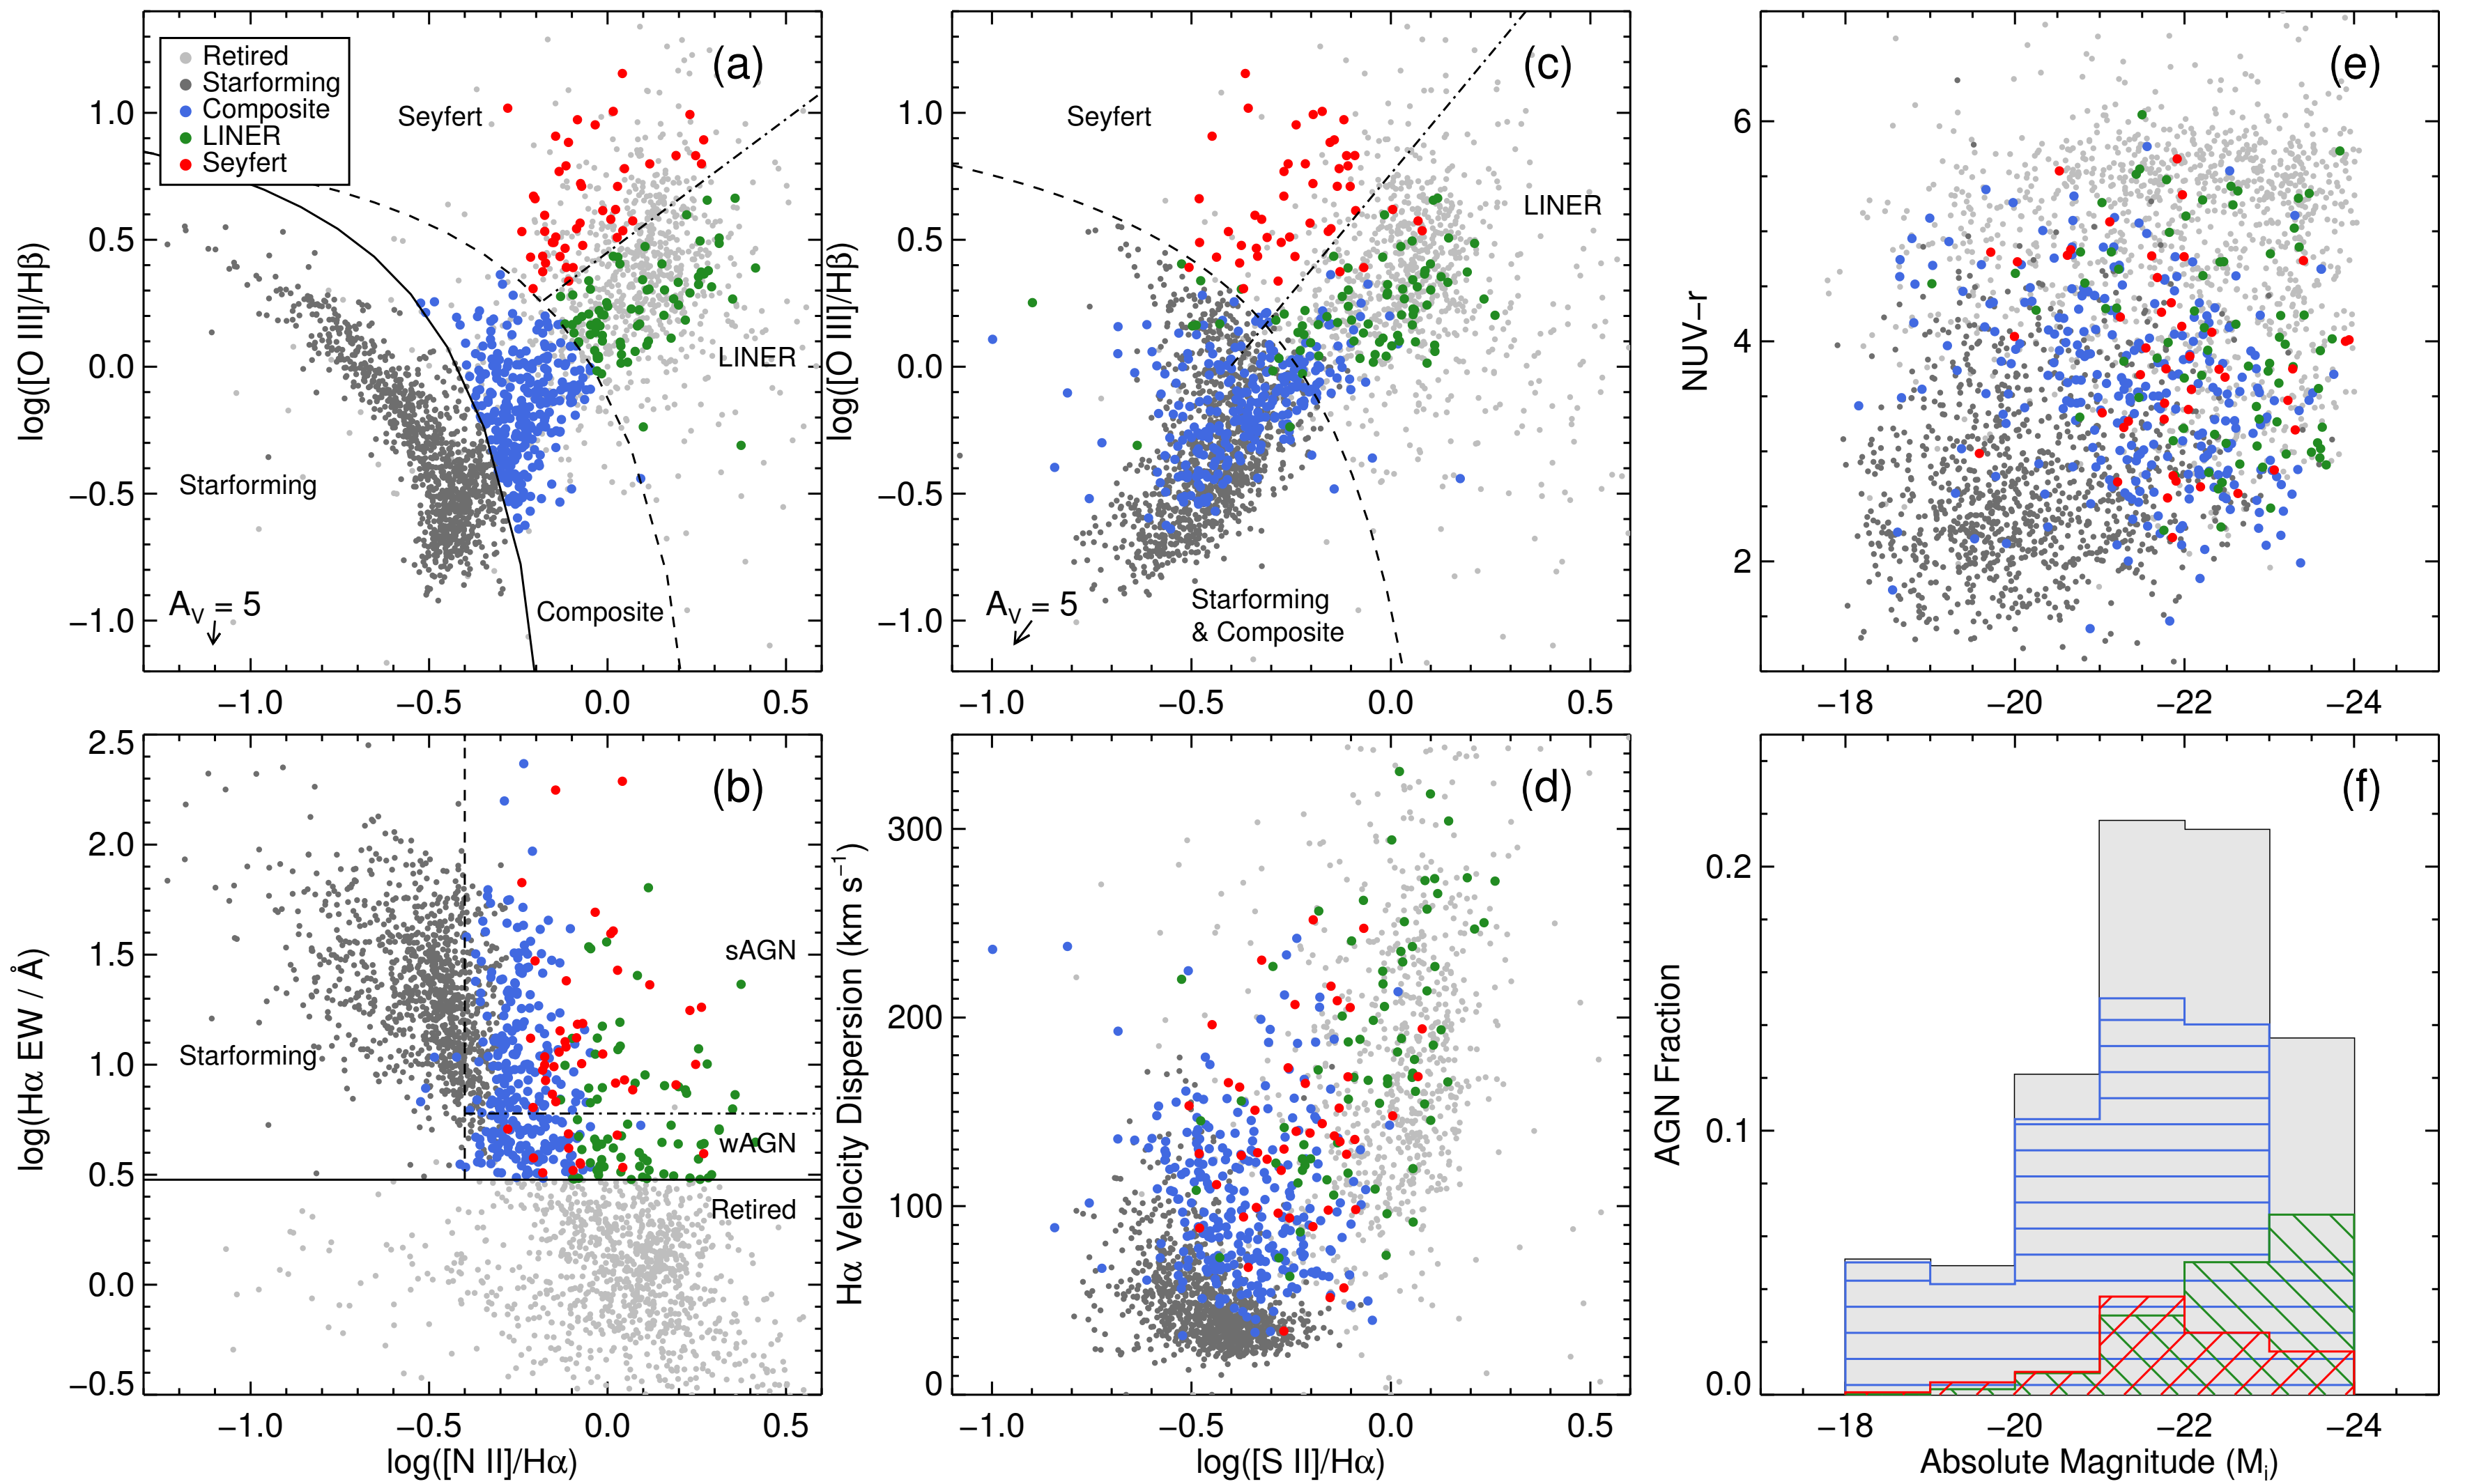 (a)
Retired
Starforming
Composite
LINER
Seyfert
Seyfert
LINER
Starforming
Composite
A_V = 5
log([O III]/Hβ)
1.0
0.5
0.0
−0.5
−1.0
−1.0
−0.5
0.0
0.5
(c)
Seyfert
LINER
Starforming
& Composite
A_V = 5
log([O III]/Hβ)
1.0
0.5
0.0
−0.5
−1.0
−1.0
−0.5
0.0
0.5
(e)
NUV−r
6
4
2
−18
−20
−22
−24
(b)
sAGN
wAGN
Starforming
Retired
log(Hα EW / Å)
2.5
2.0
1.5
1.0
0.5
0.0
−0.5
−1.0
−0.5
0.0
0.5
log([N II]/Hα)
(d)
Hα Velocity Dispersion (km s⁻¹)
300
200
100
0
−1.0
−0.5
0.0
0.5
log([S II]/Hα)
(f)
AGN Fraction
0.2
0.1
0.0
−18
−20
−22
−24
Absolute Magnitude (M_i)